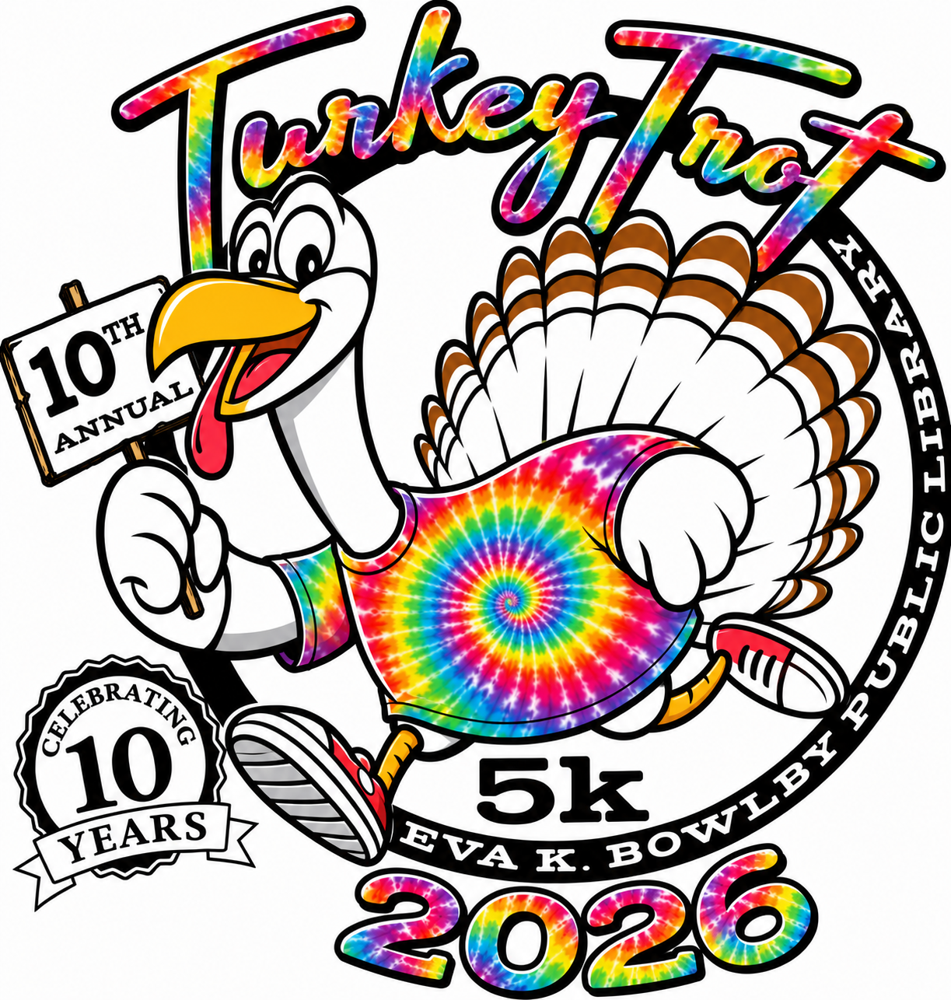 Turkey Trot
10TH
ANNUAL
CELEBRATING
10
YEARS
5k
EVA K. BOWLBY PUBLIC LIBRARY
2026